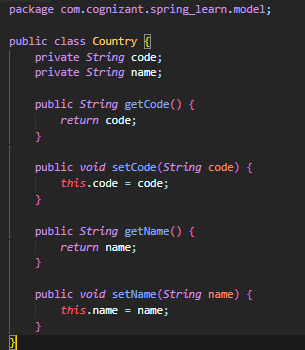 package com.cognizant.spring_learn.model;
public class Country {
    private String code;
    private String name;
    public String getCode() {
        return code;
    }
    public void setCode(String code) {
        this.code = code;
    }
    public String getName() {
        return name;
    }
    public void setName(String name) {
        this.name = name;
    }
}